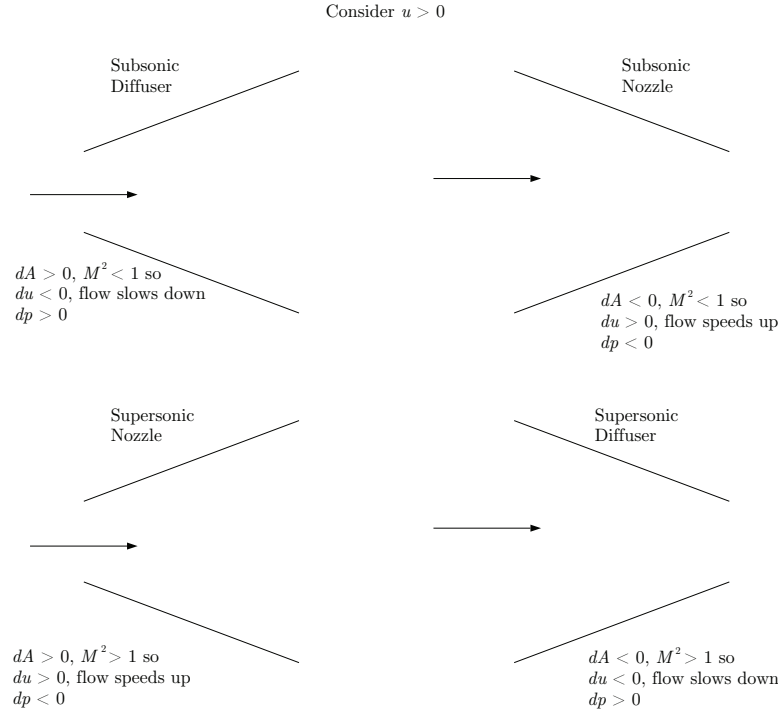 Consider u > 0
Subsonic
Diffuser
Subsonic
Nozzle
dA > 0, M² < 1 so
du < 0, flow slows down
dp > 0
dA < 0, M² < 1 so
du > 0, flow speeds up
dp < 0
Supersonic
Nozzle
Supersonic
Diffuser
dA > 0, M² > 1 so
du > 0, flow speeds up
dp < 0
dA < 0, M² > 1 so
du < 0, flow slows down
dp > 0